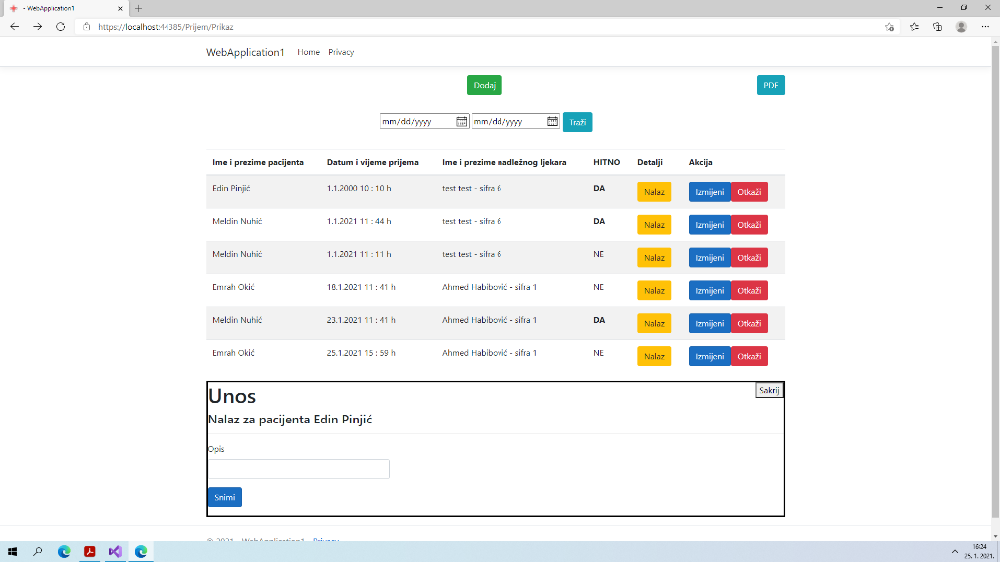 - WebApplication1
https://localhost:44385/Prijem/Prikaz
WebApplication1 Home Privacy
Dodaj PDF
mm/dd/yyyy mm/dd/yyyy Traži
Ime i prezime pacijenta Datum i vijeme prijema Ime i prezime nadležnog ljekara HITNO Detalji Akcija
Edin Pinjić 1.1.2000 10 : 10 h test test - sifra 6 DA Nalaz Izmijeni Otkaži
Meldin Nuhić 1.1.2021 11 : 44 h test test - sifra 6 DA Nalaz Izmijeni Otkaži
Meldin Nuhić 1.1.2021 11 : 11 h test test - sifra 6 NE Nalaz Izmijeni Otkaži
Emrah Okić 18.1.2021 11 : 41 h Ahmed Habibović - sifra 1 NE Nalaz Izmijeni Otkaži
Meldin Nuhić 23.1.2021 11 : 41 h Ahmed Habibović - sifra 1 DA Nalaz Izmijeni Otkaži
Emrah Okić 25.1.2021 15 : 59 h Ahmed Habibović - sifra 1 NE Nalaz Izmijeni Otkaži
Unos Sakrij
Nalaz za pacijenta Edin Pinjić
Opis
Snimi
© 2021 - WebApplication1 - Privacy
16:24
25. 1. 2021.